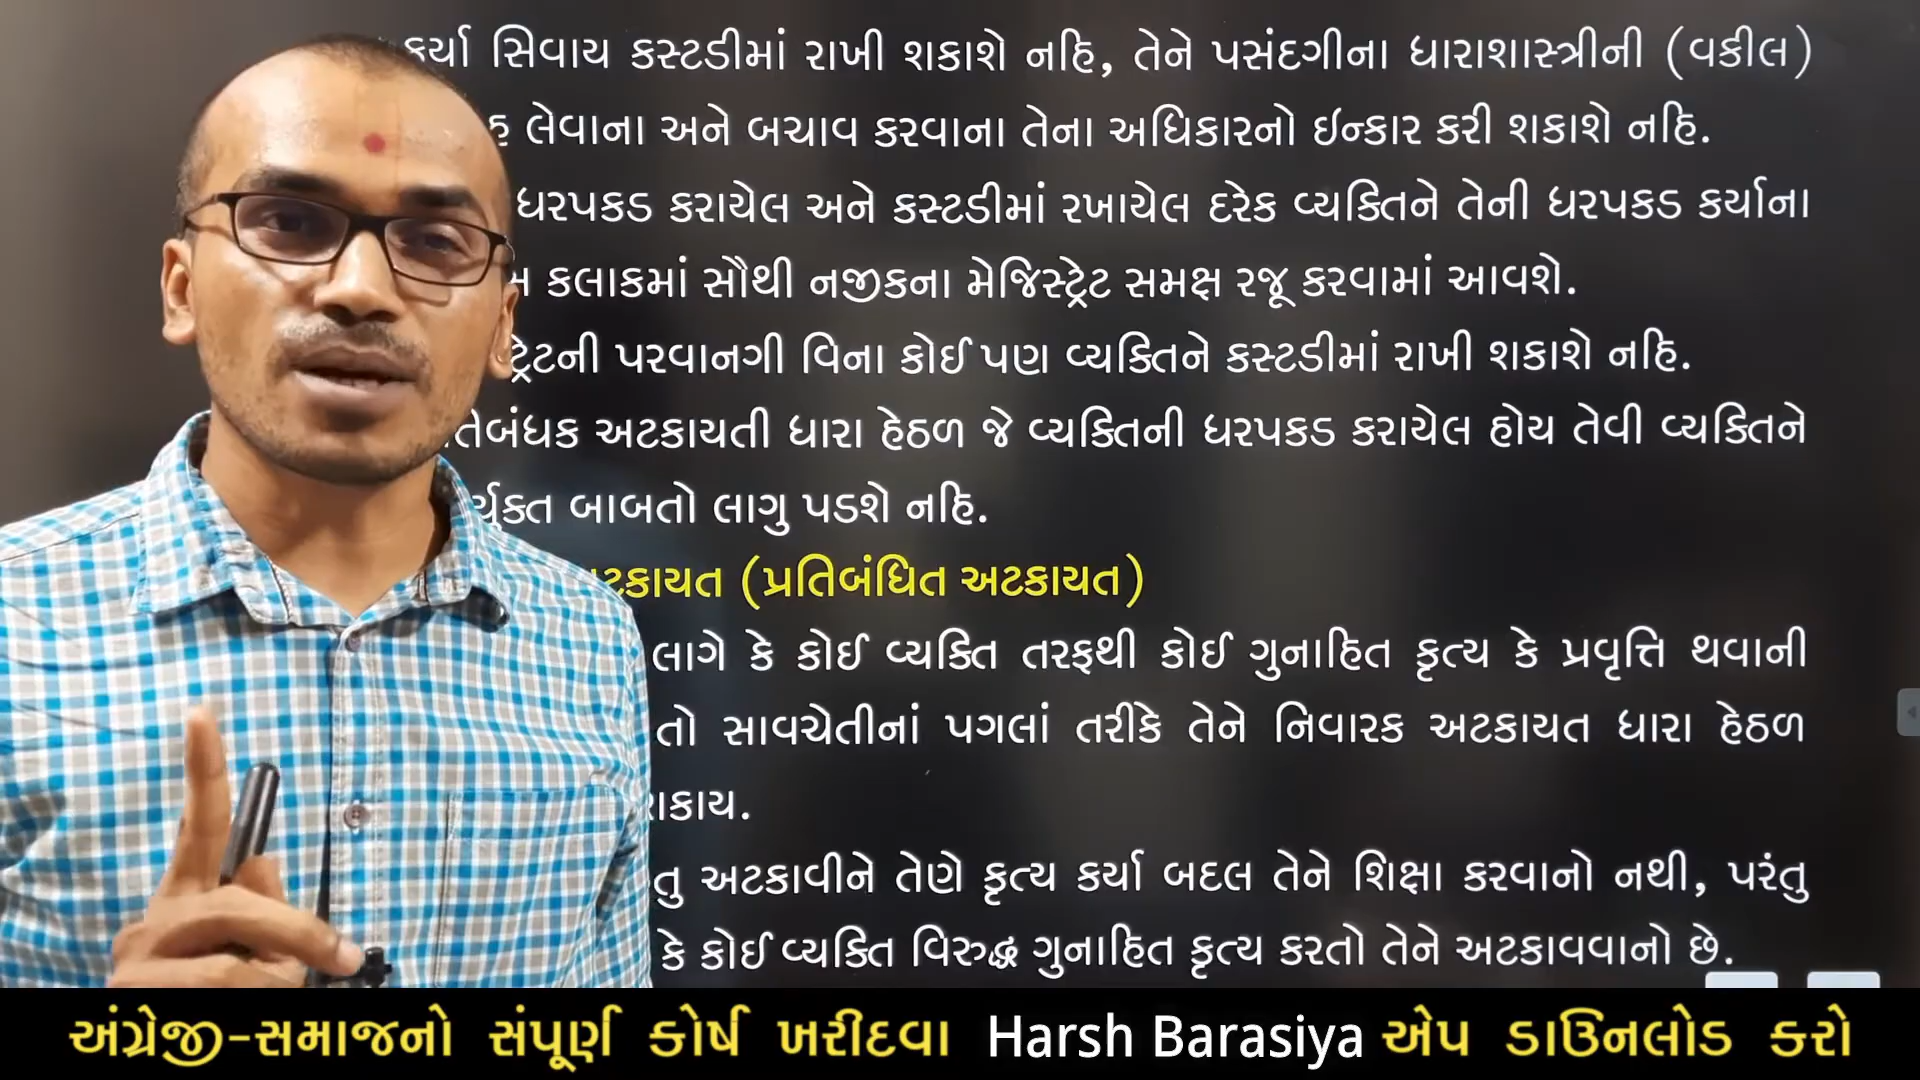 કર્યા સિવાય કસ્ટડીમાં રાખી શકાશે નહિ, તેને પસંદગીના ધારાશાસ્ત્રીની (વકીલ)
લેવાના અને બચાવ કરવાના તેના અધિકારનો ઇન્કાર કરી શકાશે નહિ.
ધરપકડ કરાયેલ અને કસ્ટડીમાં રખાયેલ દરેક વ્યક્તિને તેની ધરપકડ કર્યાના
કલાકમાં સૌથી નજીકના મેજિસ્ટ્રેટ સમક્ષ રજૂ કરવામાં આવશે.
ટ્રેટની પરવાનગી વિના કોઈ પણ વ્યક્તિને કસ્ટડીમાં રાખી શકાશે નહિ.
તિબંધક અટકાયતી ધારા હેઠળ જે વ્યક્તિની ધરપકડ કરાયેલ હોય તેવી વ્યક્તિને
ર્યુક્ત બાબતો લાગુ પડશે નહિ.
ટકાયત (પ્રતિબંધિત અટકાયત)
લાગે કે કોઈ વ્યક્તિ તરફથી કોઈ ગુનાહિત કૃત્ય કે પ્રવૃત્તિ થવાની
તો સાવચેતીનાં પગલાં તરીકે તેને નિવારક અટકાયત ધારા હેઠળ
શકાય.
તુ અટકાવીને તેણે કૃત્ય કર્યા બદલ તેને શિક્ષા કરવાનો નથી, પરંતુ
કે કોઈ વ્યક્તિ વિરુદ્ધ ગુનાહિત કૃત્ય કરતો તેને અટકાવવાનો છે.
અંગ્રેજી-સમાજનો સંપૂર્ણ કોર્ષ ખરીદવા Harsh Barasiya એપ ડાઉનલોડ કરો